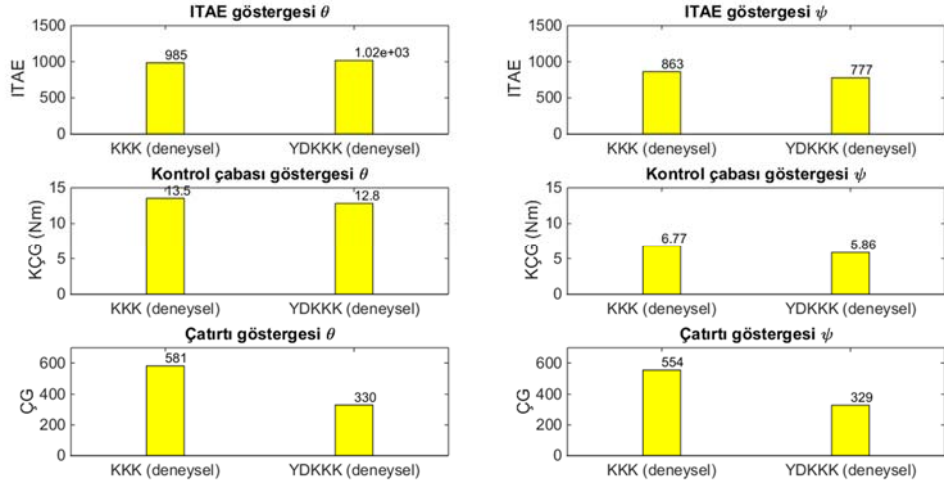 ITAE göstergesi θ
1500
1000
500
0
ITAE
985
1.02e+03
KKK (deneysel)
YDKKK (deneysel)
ITAE göstergesi ψ
1500
1000
500
0
ITAE
863
777
KKK (deneysel)
YDKKK (deneysel)
Kontrol çabası göstergesi θ
15
10
5
0
KÇG (Nm)
13.5
12.8
KKK (deneysel)
YDKKK (deneysel)
Kontrol çabası göstergesi ψ
15
10
5
0
KÇG (Nm)
6.77
5.86
KKK (deneysel)
YDKKK (deneysel)
Çatırtı göstergesi θ
600
400
200
0
ÇG
581
330
KKK (deneysel)
YDKKK (deneysel)
Çatırtı göstergesi ψ
600
400
200
0
ÇG
554
329
KKK (deneysel)
YDKKK (deneysel)